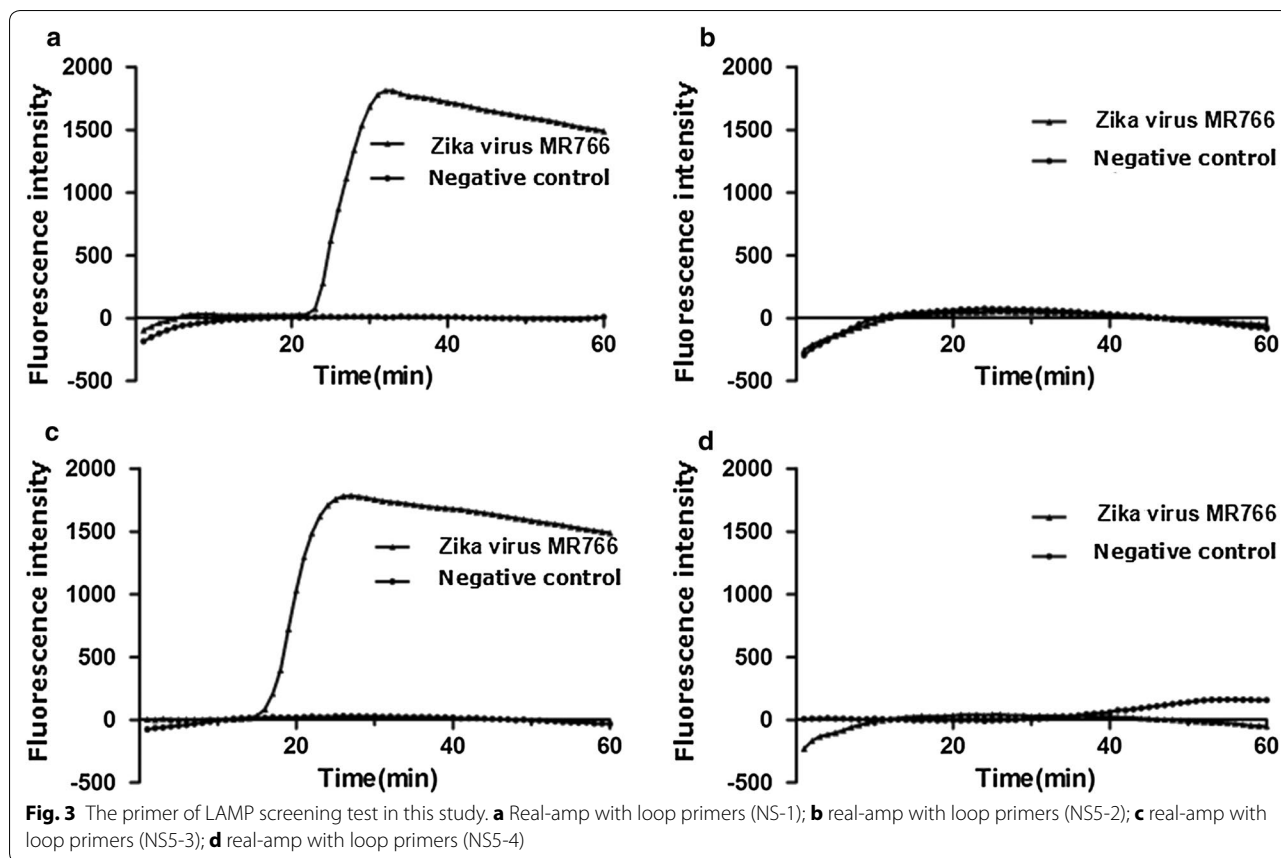 a
2000
1500
1000
500
0
-500
Fluorescence intensity
20
40
60
Time(min)
Zika virus MR766
Negative control
b
2000
1500
1000
500
0
-500
Fluorescence intensity
20
40
60
Time(min)
Zika virus MR766
Negative control
c
2000
1500
1000
500
0
-500
Fluorescence intensity
20
40
60
Time(min)
Zika virus MR766
Negative control
d
2000
1500
1000
500
0
-500
Fluorescence intensity
20
40
60
Time(min)
Zika virus MR766
Negative control
Fig. 3 The primer of LAMP screening test in this study. a Real-amp with loop primers (NS-1); b real-amp with loop primers (NS5-2); c real-amp with
loop primers (NS5-3); d real-amp with loop primers (NS5-4)